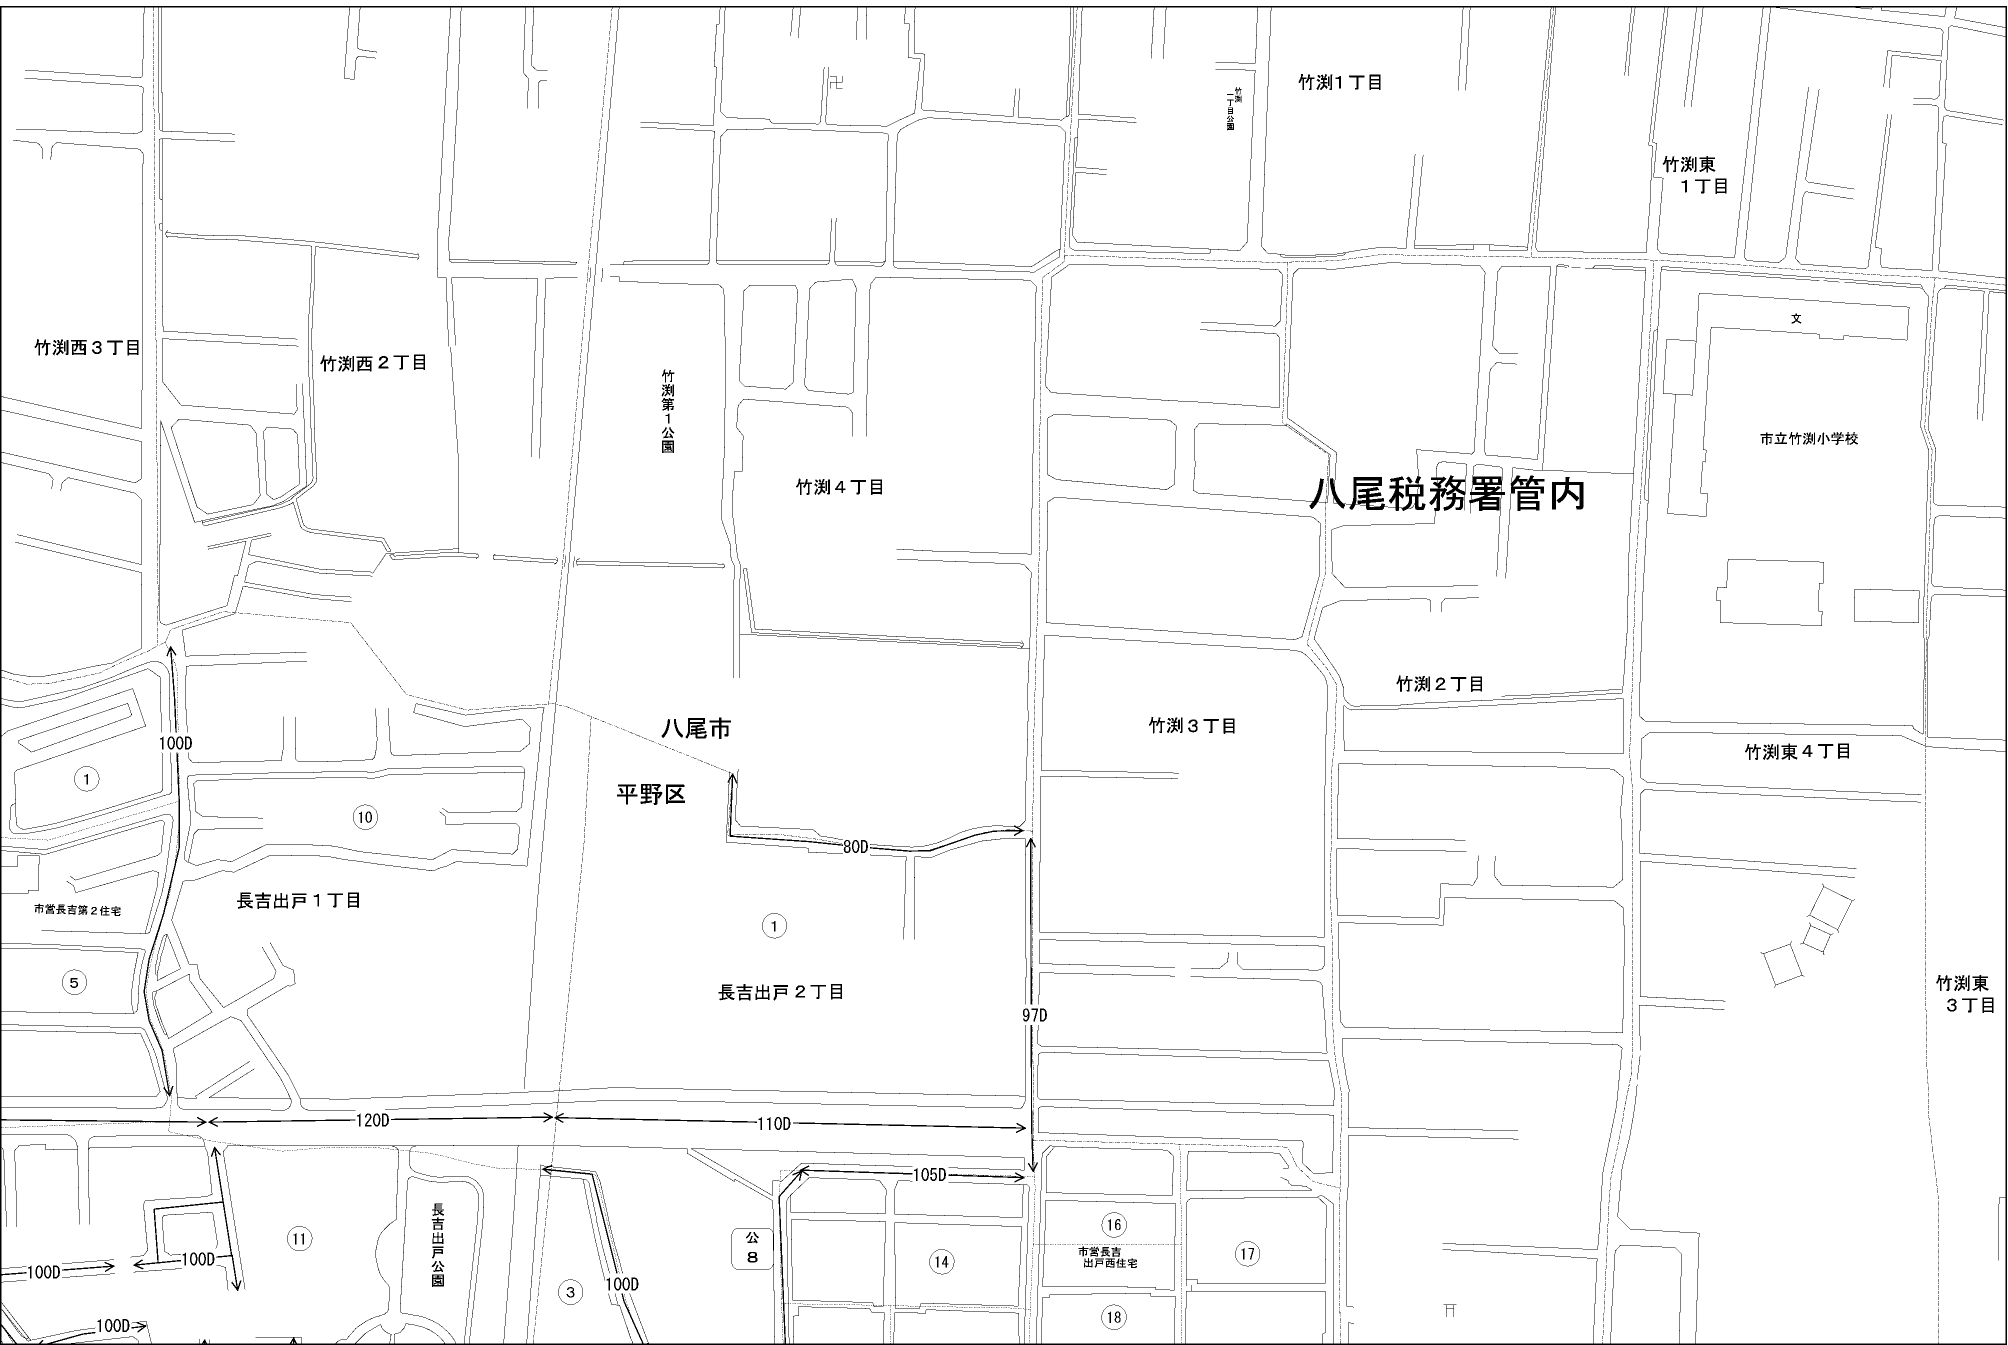 竹渕1丁目
竹渕
一丁目公園
竹渕東
1丁目
文
竹渕西3丁目
竹渕西2丁目
竹渕第1公園
市立竹渕小学校
竹渕4丁目
八尾税務署管内
竹渕2丁目
八尾市
竹渕3丁目
100D
竹渕東4丁目
1
平野区
10
80D
長吉出戸1丁目
市営長吉第2住宅
1
5
長吉出戸2丁目
竹渕東
3丁目
97D
120D
110D
105D
長吉出戸公園
11
公
8
16
市営長吉
出戸西住宅
17
100D
100D
14
3
100D
18
100D